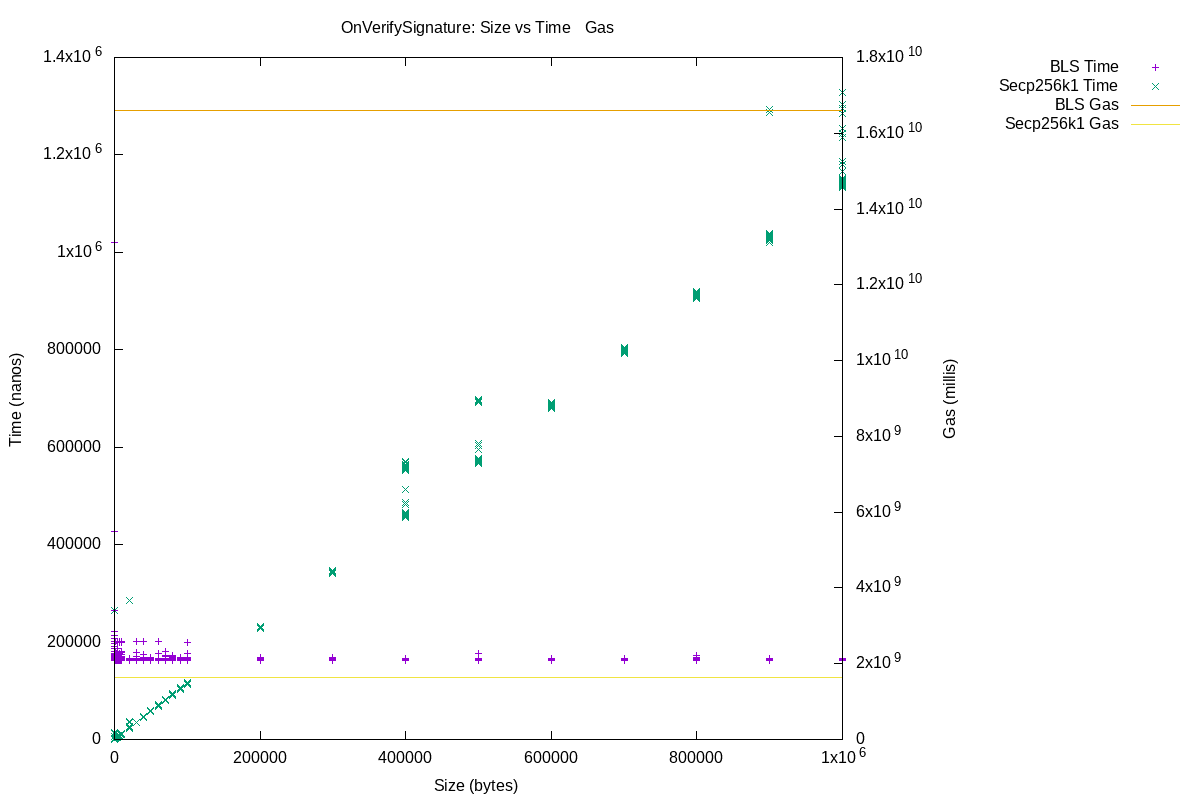 OnVerifySignature: Size vs Time   Gas
1.4x10 6
1.2x10 6
1x10 6
800000
600000
400000
200000
0
Time (nanos)
0
200000
400000
600000
800000
1x10 6
Size (bytes)
1.8x10 10
1.6x10 10
1.4x10 10
1.2x10 10
1x10 10
8x10 9
6x10 9
4x10 9
2x10 9
0
Gas (millis)
BLS Time
Secp256k1 Time
BLS Gas
Secp256k1 Gas